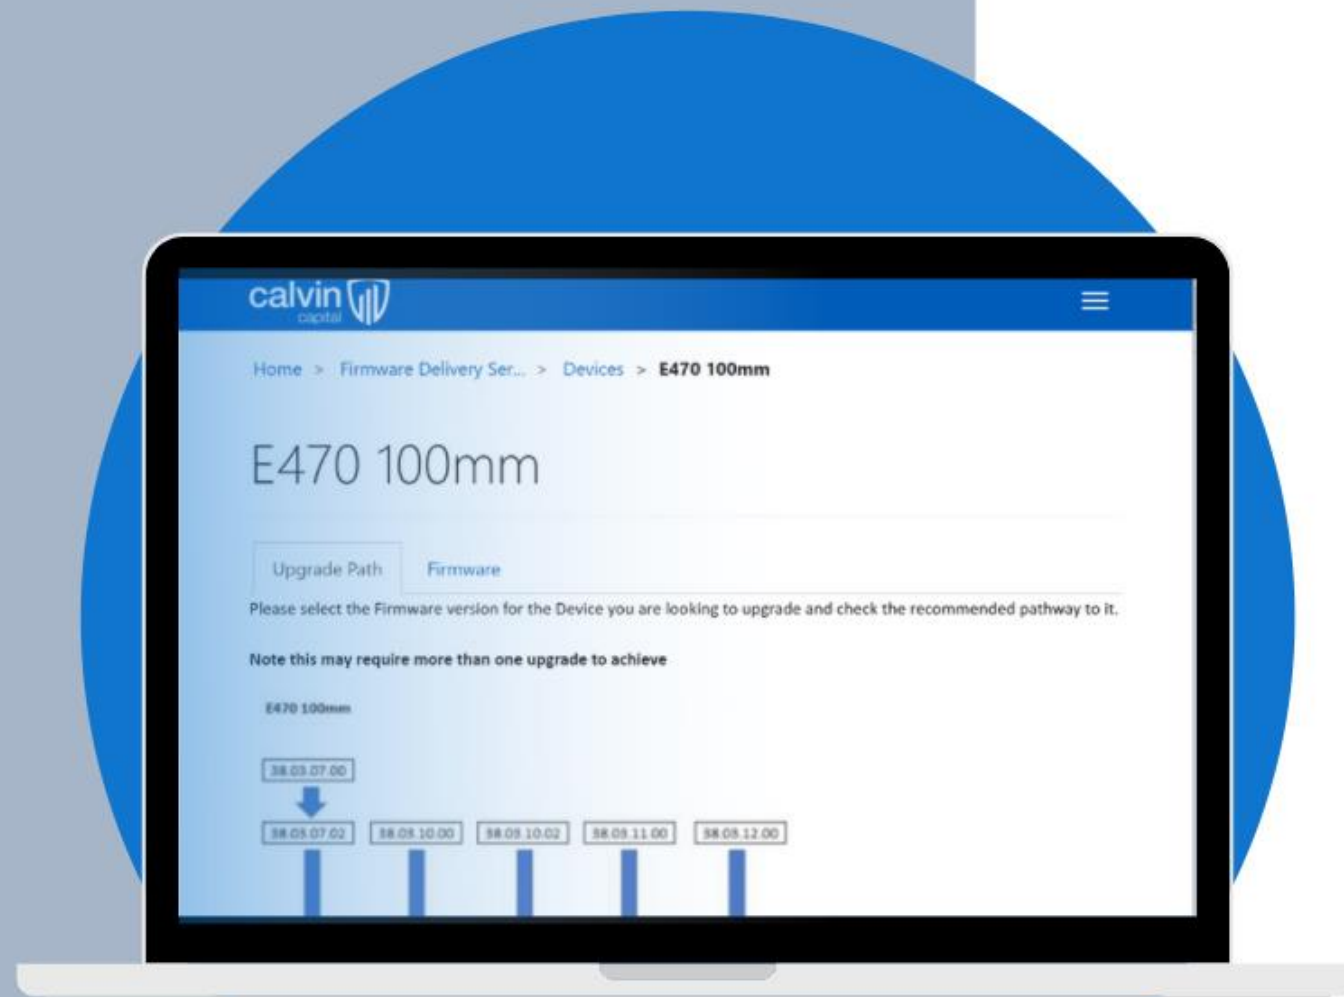 calvin
capital
Home > Firmware Delivery Ser... > Devices > E470 100mm
E470 100mm
Upgrade Path Firmware
Please select the Firmware version for the Device you are looking to upgrade and check the recommended pathway to it.
Note this may require more than one upgrade to achieve
E470 100mm
38.03.07.00
38.03.07.02 38.03.10.00 38.03.10.02 38.03.11.00 38.03.12.00